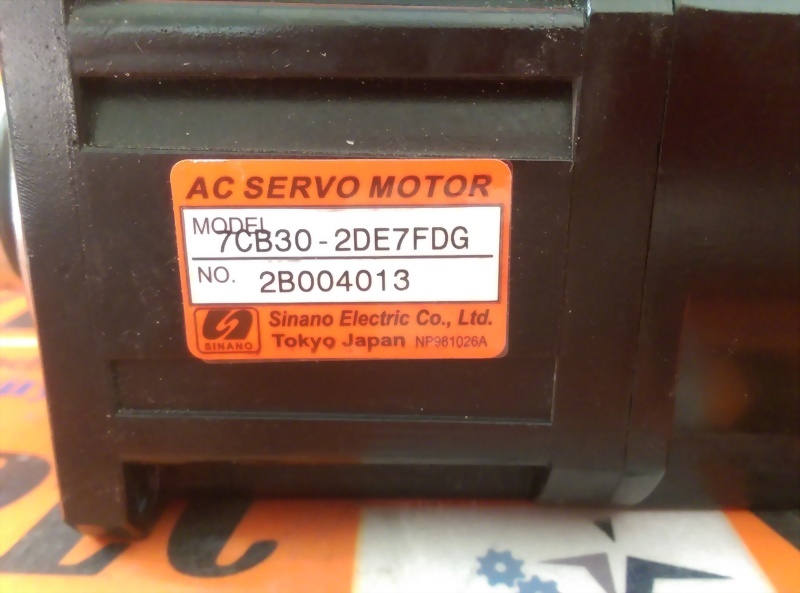 AC SERVO MOTOR
MODEL 7CB30-2DE7FDG
NO. 2B004013
SINANO
Sinano Electric Co., Ltd.
Tokyo Japan NP981026A